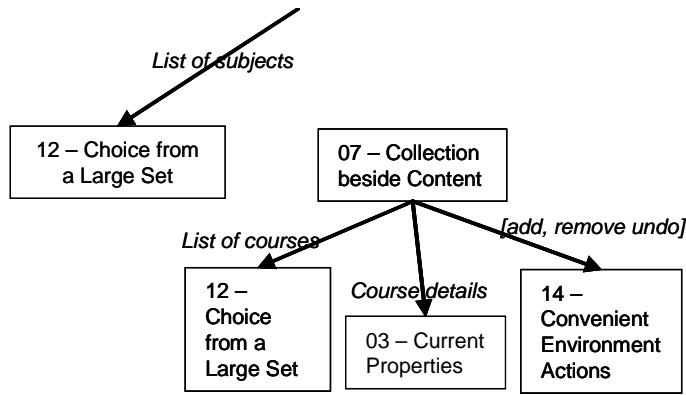 List of subjects
12 – Choice from
a Large Set
07 – Collection
beside Content
List of courses
[add, remove undo]
Course details
12 –
Choice
from a
Large Set
03 – Current
Properties
14 –
Convenient
Environment
Actions